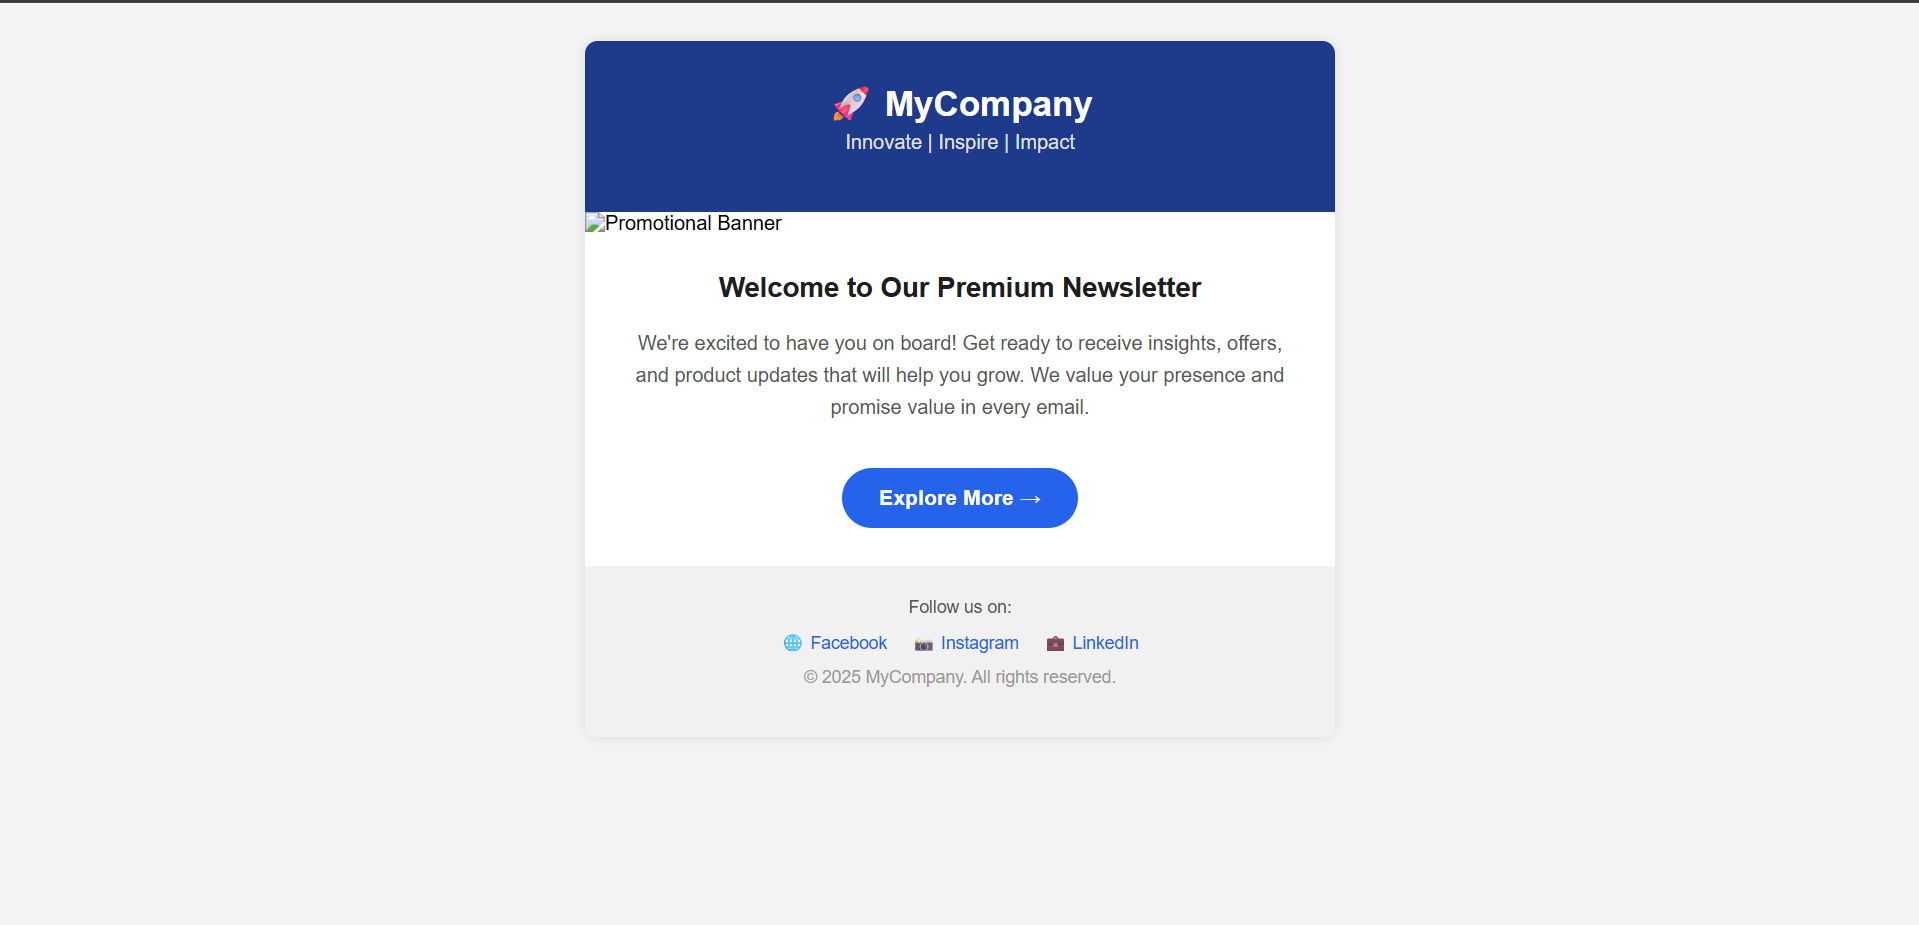 🚀 MyCompany
Innovate | Inspire | Impact
Promotional Banner
Welcome to Our Premium Newsletter
We're excited to have you on board! Get ready to receive insights, offers,
and product updates that will help you grow. We value your presence and
promise value in every email.
Explore More →
Follow us on:
🌐 Facebook 📸 Instagram 💼 LinkedIn
© 2025 MyCompany. All rights reserved.